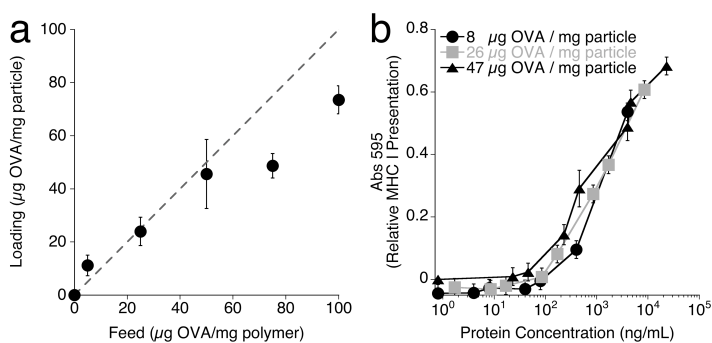 a
Loading (µg OVA/mg particle)
100
80
60
40
20
0
0 20 40 60 80 100
Feed (µg OVA/mg polymer)
b
Abs 595
(Relative MHC I Presentation)
0.8
0.6
0.4
0.2
0
8 µg OVA / mg particle
26 µg OVA / mg particle
47 µg OVA / mg particle
10⁰ 10¹ 10² 10³ 10⁴ 10⁵
Protein Concentration (ng/mL)